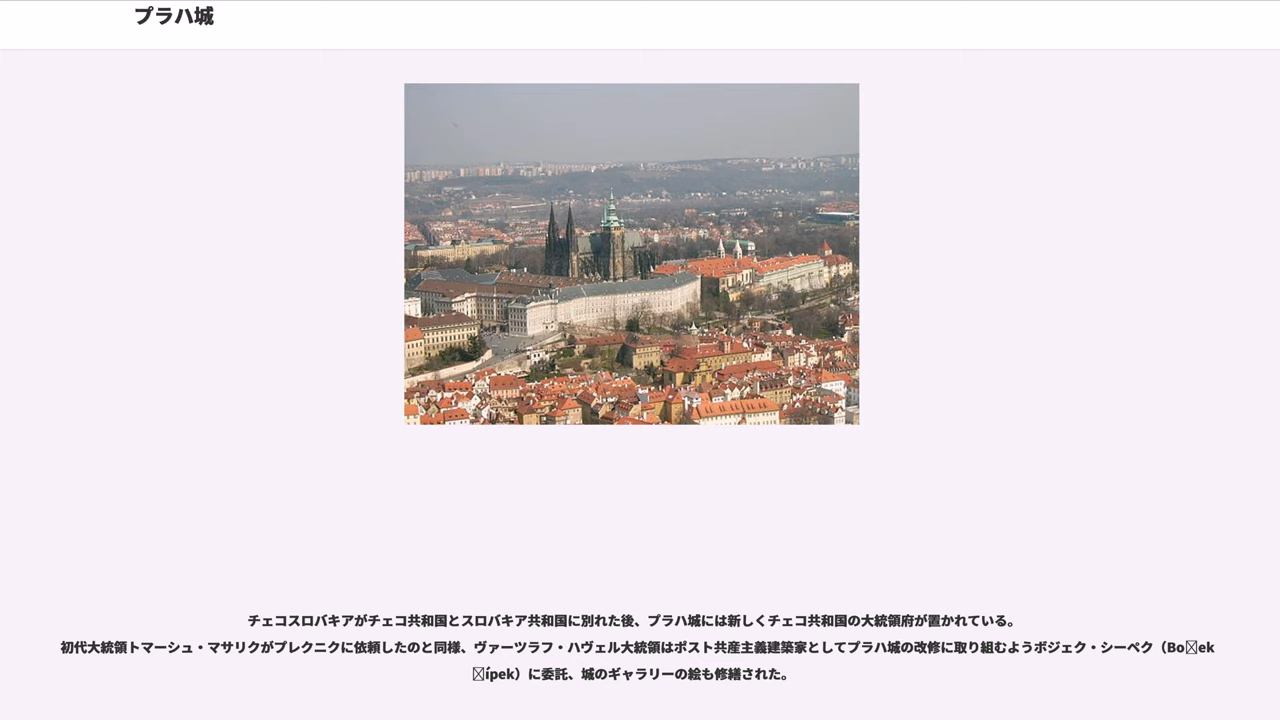 プラハ城
チェコスロバキアがチェコ共和国とスロバキア共和国に別れた後、プラハ城には新しくチェコ共和国の大統領府が置かれている。
初代大統領トマーシュ・マサリクがプレクニクに依頼したのと同様、ヴァーツラフ・ハヴェル大統領はポスト共産主義建築家としてプラハ城の改修に取り組むようボジェク・シーペク（Bo☒ek
☒ípek）に委託、城のギャラリーの絵も修繕された。